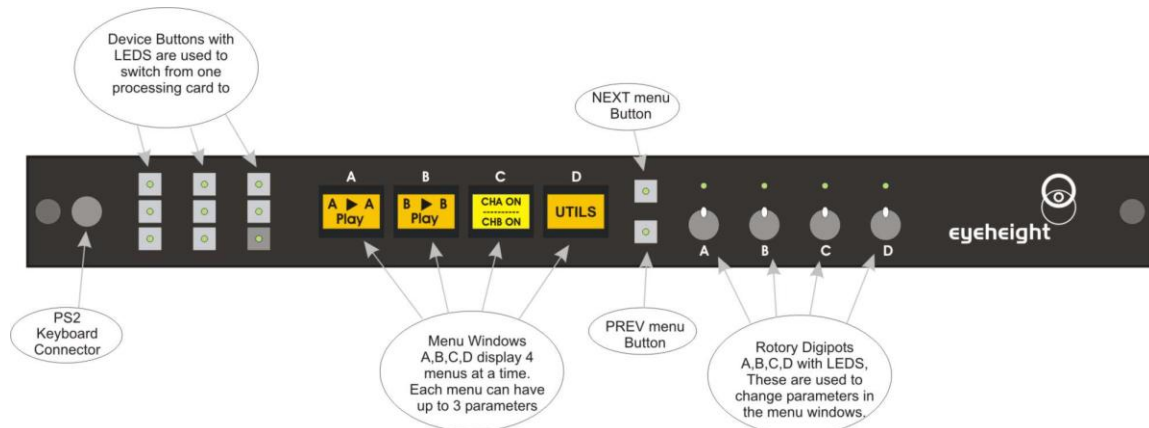 Device Buttons with
LEDS are used to
switch from one
processing card to
NEXT menu
Button
A B C D
A ▶ A
Play
B ▶ B
Play
CHA ON
----------
CHB ON
UTILS
A B C D
eyeheight
PS2
Keyboard
Connector
Menu Windows
A,B,C,D display 4
menus at a time.
Each menu can have
up to 3 parameters
PREV menu
Button
Rotory Digipots
A,B,C,D with LEDS,
These are used to
change parameters in
the menu windows,